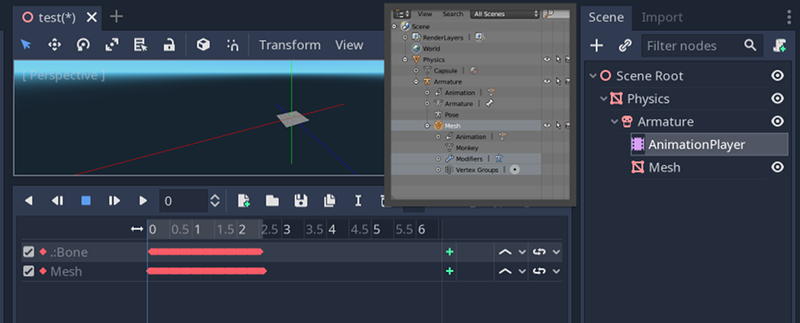 test(*)
Transform View
[ Perspective ]
View Search All Scenes
Scene
RenderLayers
World
Physics
Capsule
Armature
Animation
Armature
Pose
Mesh
Animation
Monkey
Modifiers
Vertex Groups
0
0 0.5 1 1.5 2 2.5 3 3.5 4 4.5 5 5.5 6
.:Bone
Mesh
Scene Import
Filter nodes
Scene Root
Physics
Armature
AnimationPlayer
Mesh